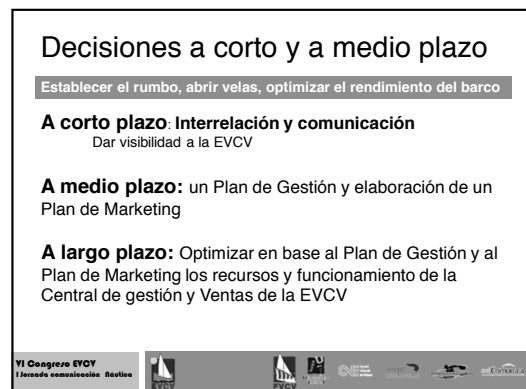 Decisiones a corto y a medio plazo
Establecer el rumbo, abrir velas, optimizar el rendimiento del barco
A corto plazo: Interrelación y comunicación
Dar visibilidad a la EVCV
A medio plazo: un Plan de Gestión y elaboración de un
Plan de Marketing
A largo plazo: Optimizar en base al Plan de Gestión y al
Plan de Marketing los recursos y funcionamiento de la
Central de gestión y Ventas de la EVCV
VI Congreso EVCV
I Jornada comunicación Náutica
EVCV
EVCV
adComunica